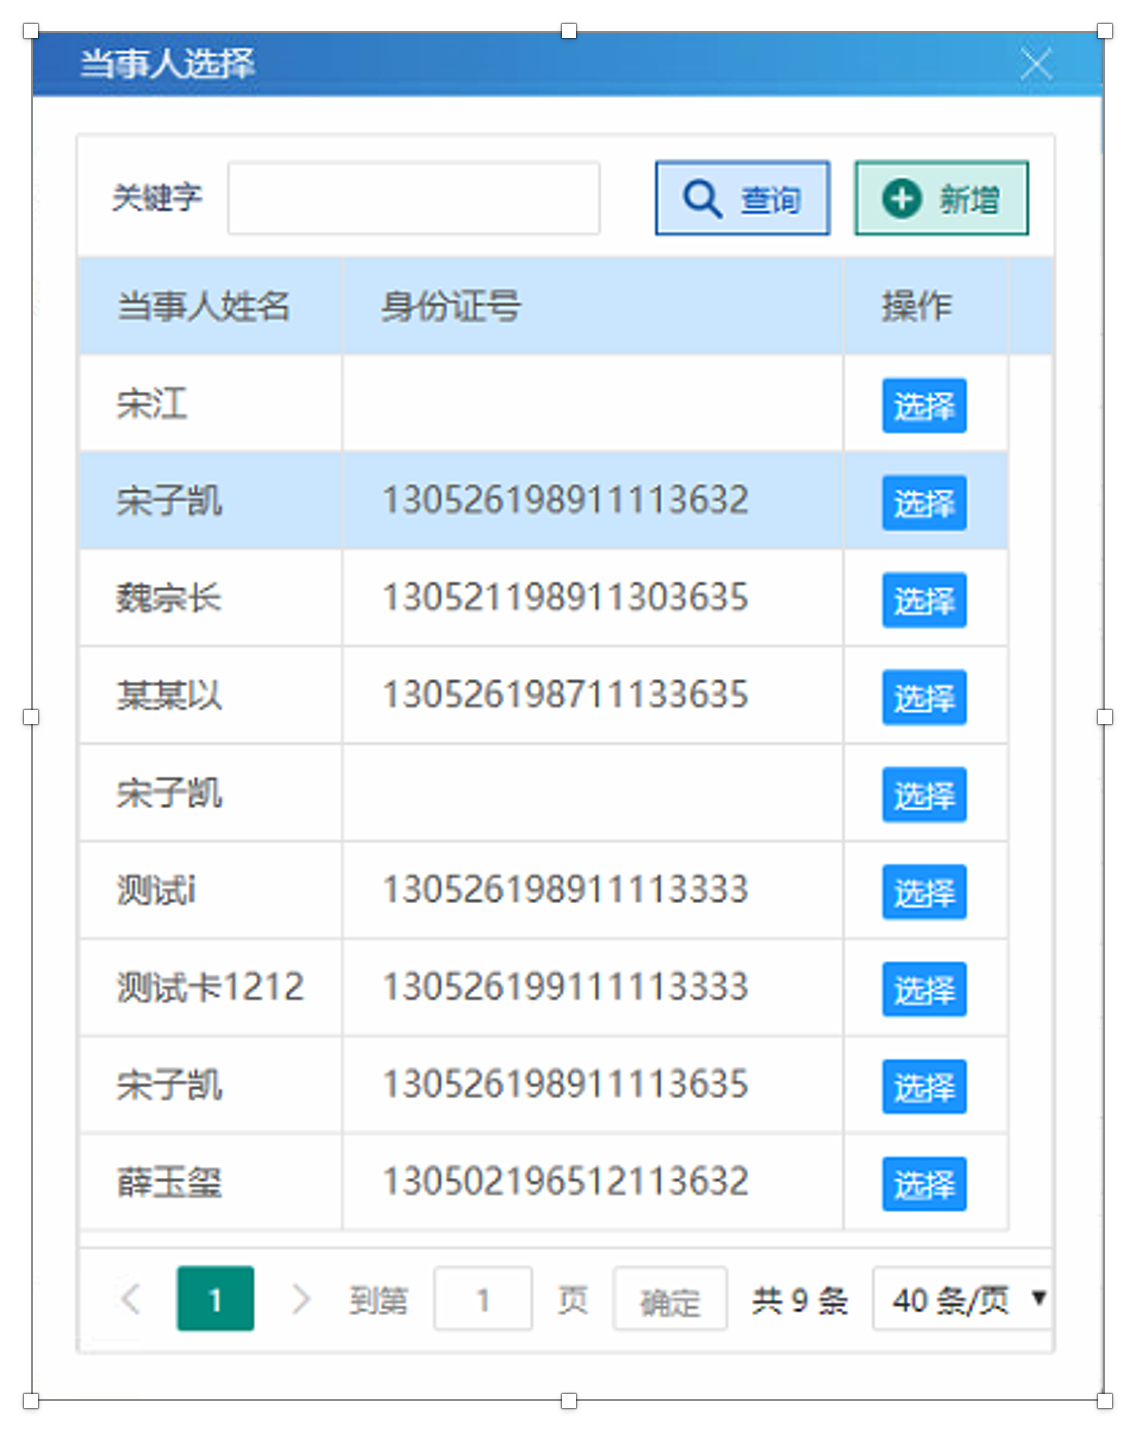 当事人选择
关键字 查询 新增
当事人姓名 身份证号 操作
宋江 选择
宋子凯 130526198911113632 选择
魏宗长 130521198911303635 选择
某某以 130526198711133635 选择
宋子凯 选择
测试i 130526198911113333 选择
测试卡1212 130526199111113333 选择
宋子凯 130526198911113635 选择
薛玉玺 130502196512113632 选择
1 到第 1 页 确定 共 9 条 40 条/页